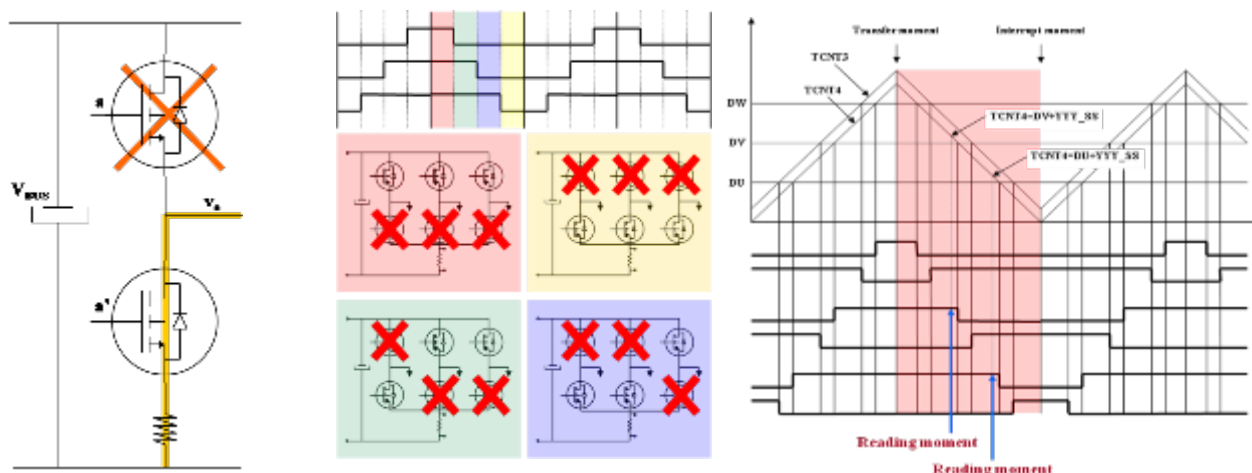 a
V_BUS
v_a
a'
Transfer moment
Interrupt moment
TCNT3
TCNT4
DW
TCNT4=DV+YYY_SS
DV
TCNT4=DU+YYY_SS
DU
Reading moment
Reading moment